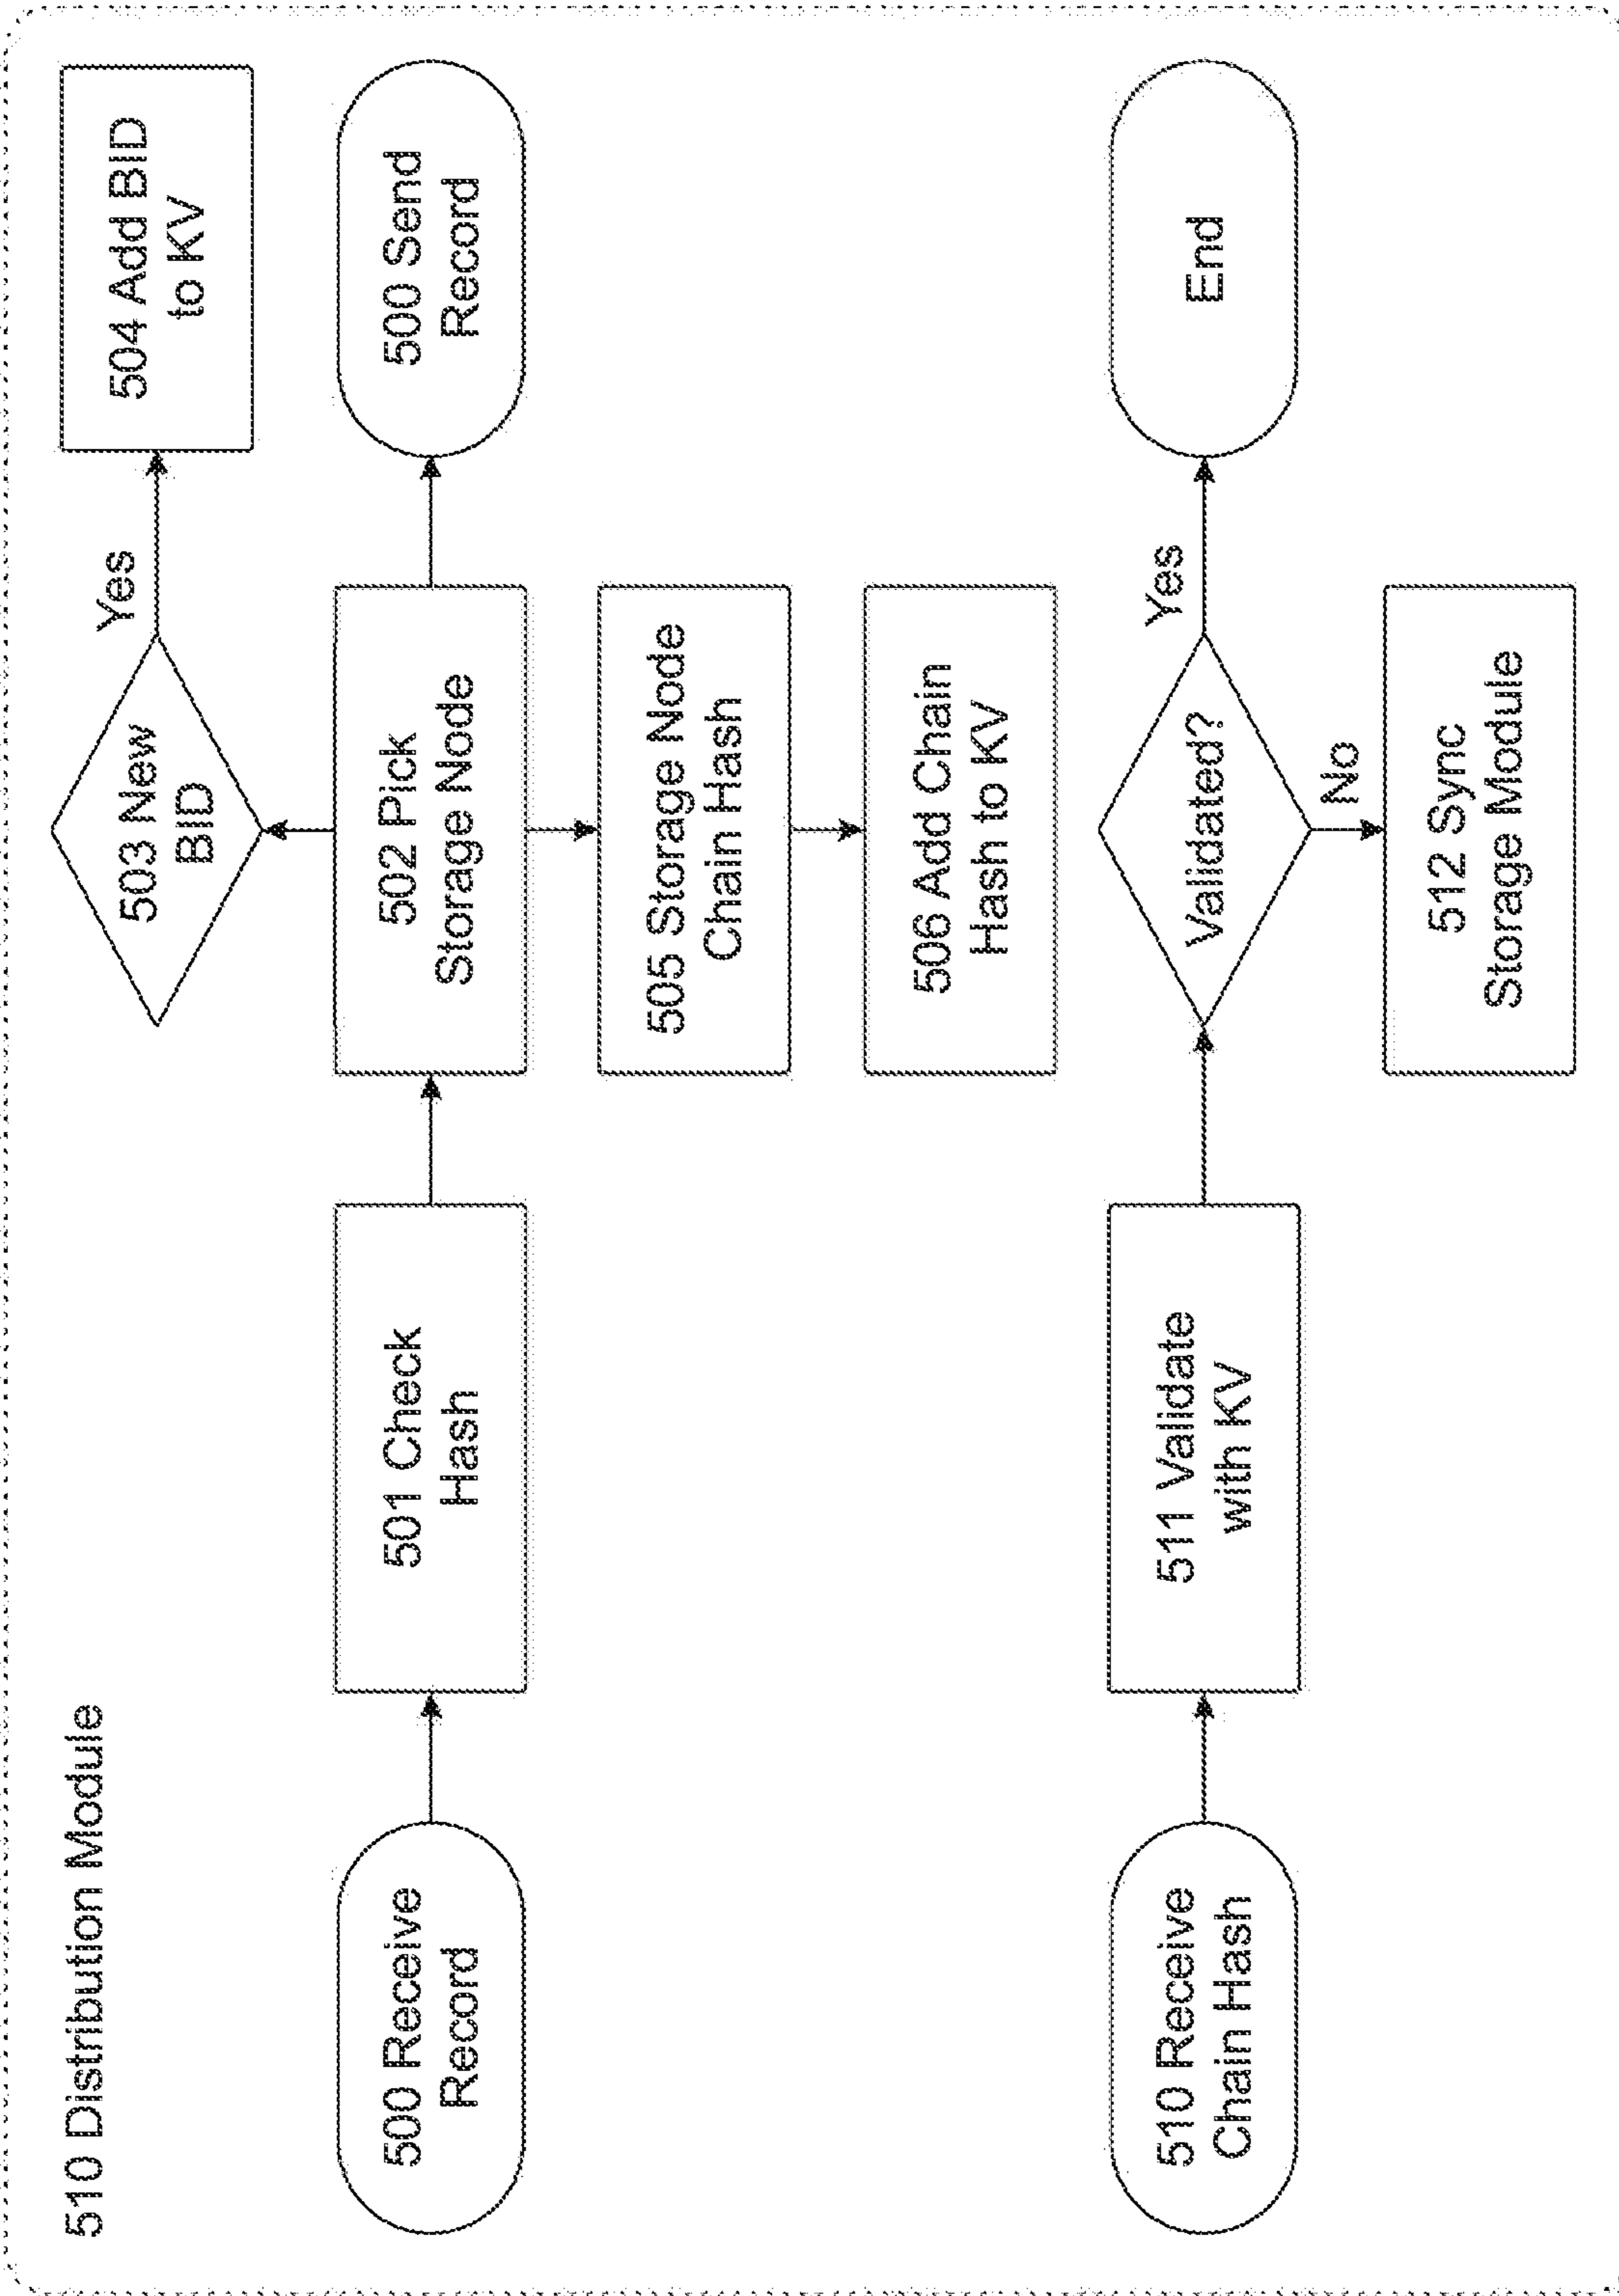 510 Distribution Module
503 New
BID
Yes
504 Add BID
to KV
500 Receive
Record
501 Check
Hash
502 Pick
Storage Node
500 Send
Record
505 Storage Node
Chain Hash
506 Add Chain
Hash to KV
510 Receive
Chain Hash
511 Validate
with KV
Validated?
Yes
End
No
512 Sync
Storage Module